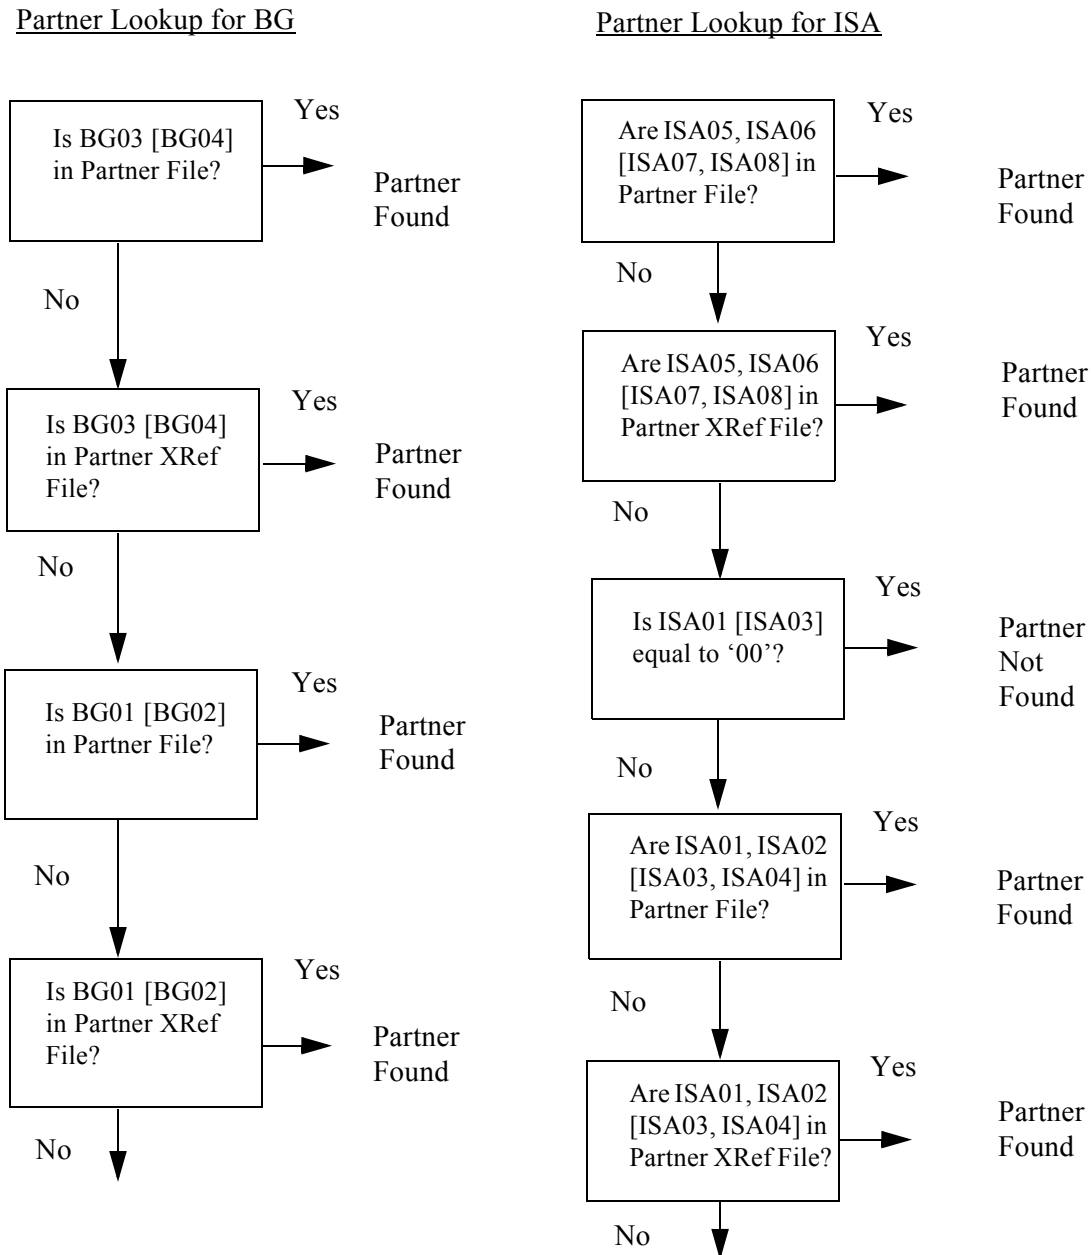 Partner Lookup for BG
Is BG03 [BG04]
in Partner File?
Yes
Partner
Found
No
Is BG03 [BG04]
in Partner XRef
File?
Yes
Partner
Found
No
Is BG01 [BG02]
in Partner File?
Yes
Partner
Found
No
Is BG01 [BG02]
in Partner XRef
File?
Yes
Partner
Found
No
Partner Lookup for ISA
Are ISA05, ISA06
[ISA07, ISA08] in
Partner File?
Yes
Partner
Found
No
Are ISA05, ISA06
[ISA07, ISA08] in
Partner XRef File?
Yes
Partner
Found
No
Is ISA01 [ISA03]
equal to ‘00’?
Yes
Partner
Not
Found
No
Are ISA01, ISA02
[ISA03, ISA04] in
Partner File?
Yes
Partner
Found
No
Are ISA01, ISA02
[ISA03, ISA04] in
Partner XRef File?
Yes
Partner
Found
No